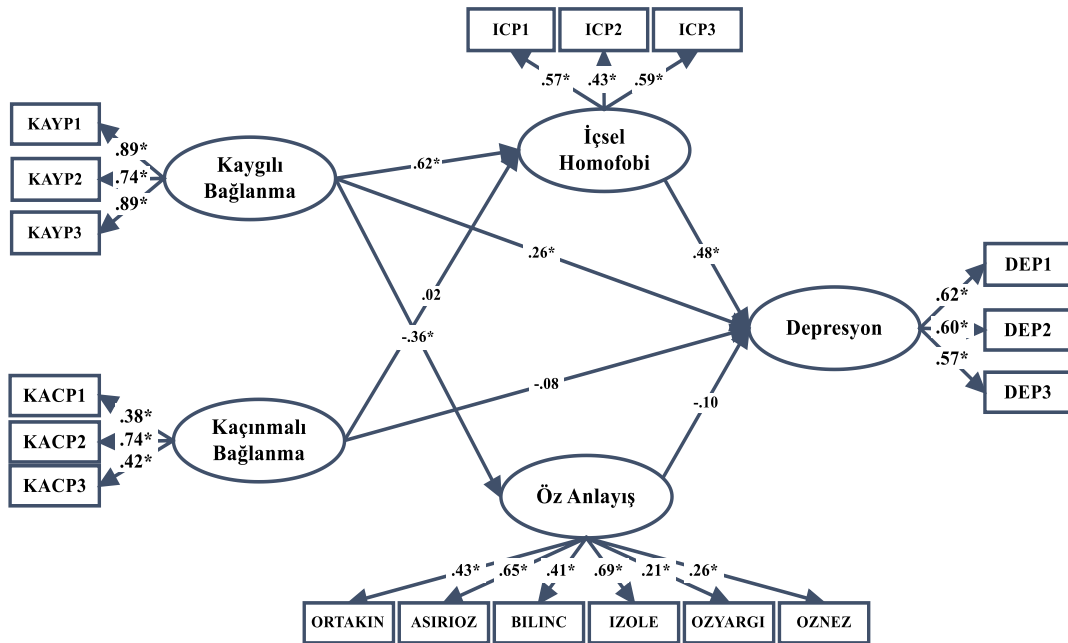 ICP1
ICP2
ICP3
.57*
.43*
.59*
İçsel
Homofobi
KAYP1
KAYP2
KAYP3
.89*
.74*
.89*
Kaygılı
Bağlanma
.62*
.26*
.48*
.02
-.36*
-.08
-.10
DEP1
DEP2
DEP3
.62*
.60*
.57*
Depresyon
KACP1
KACP2
KACP3
.38*
.74*
.42*
Kaçınmalı
Bağlanma
Öz Anlayış
.43*
.65*
.41*
.69*
.21*
.26*
ORTAKIN
ASIRIOZ
BILINC
IZOLE
OZYARGI
OZNEZ